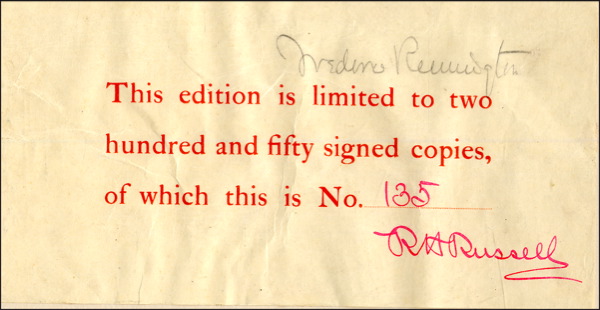 Frederic Remington
This edition is limited to two
hundred and fifty signed copies,
of which this is No. 135
R H Russell